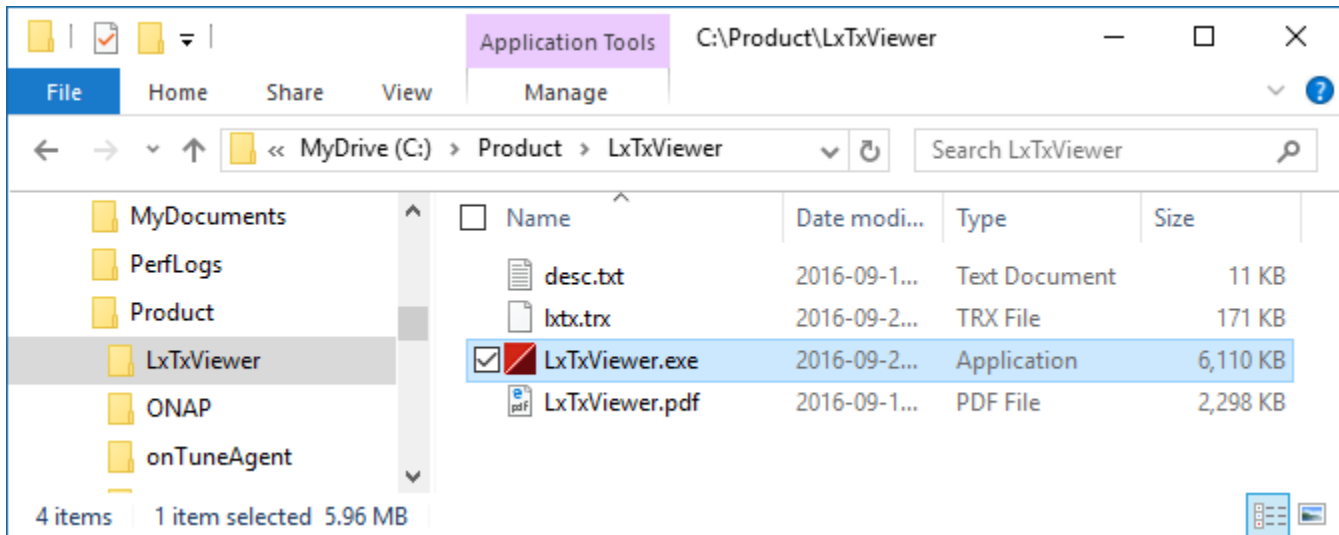 Application Tools C:\Product\LxTxViewer
File Home Share View Manage
« MyDrive (C:) > Product > LxTxViewer Search LxTxViewer
MyDocuments
PerfLogs
Product
LxTxViewer
ONAP
onTuneAgent
Name Date modi... Type Size
desc.txt 2016-09-1... Text Document 11 KB
lxtx.trx 2016-09-2... TRX File 171 KB
LxTxViewer.exe 2016-09-2... Application 6,110 KB
pdf LxTxViewer.pdf 2016-09-1... PDF File 2,298 KB
4 items 1 item selected 5.96 MB